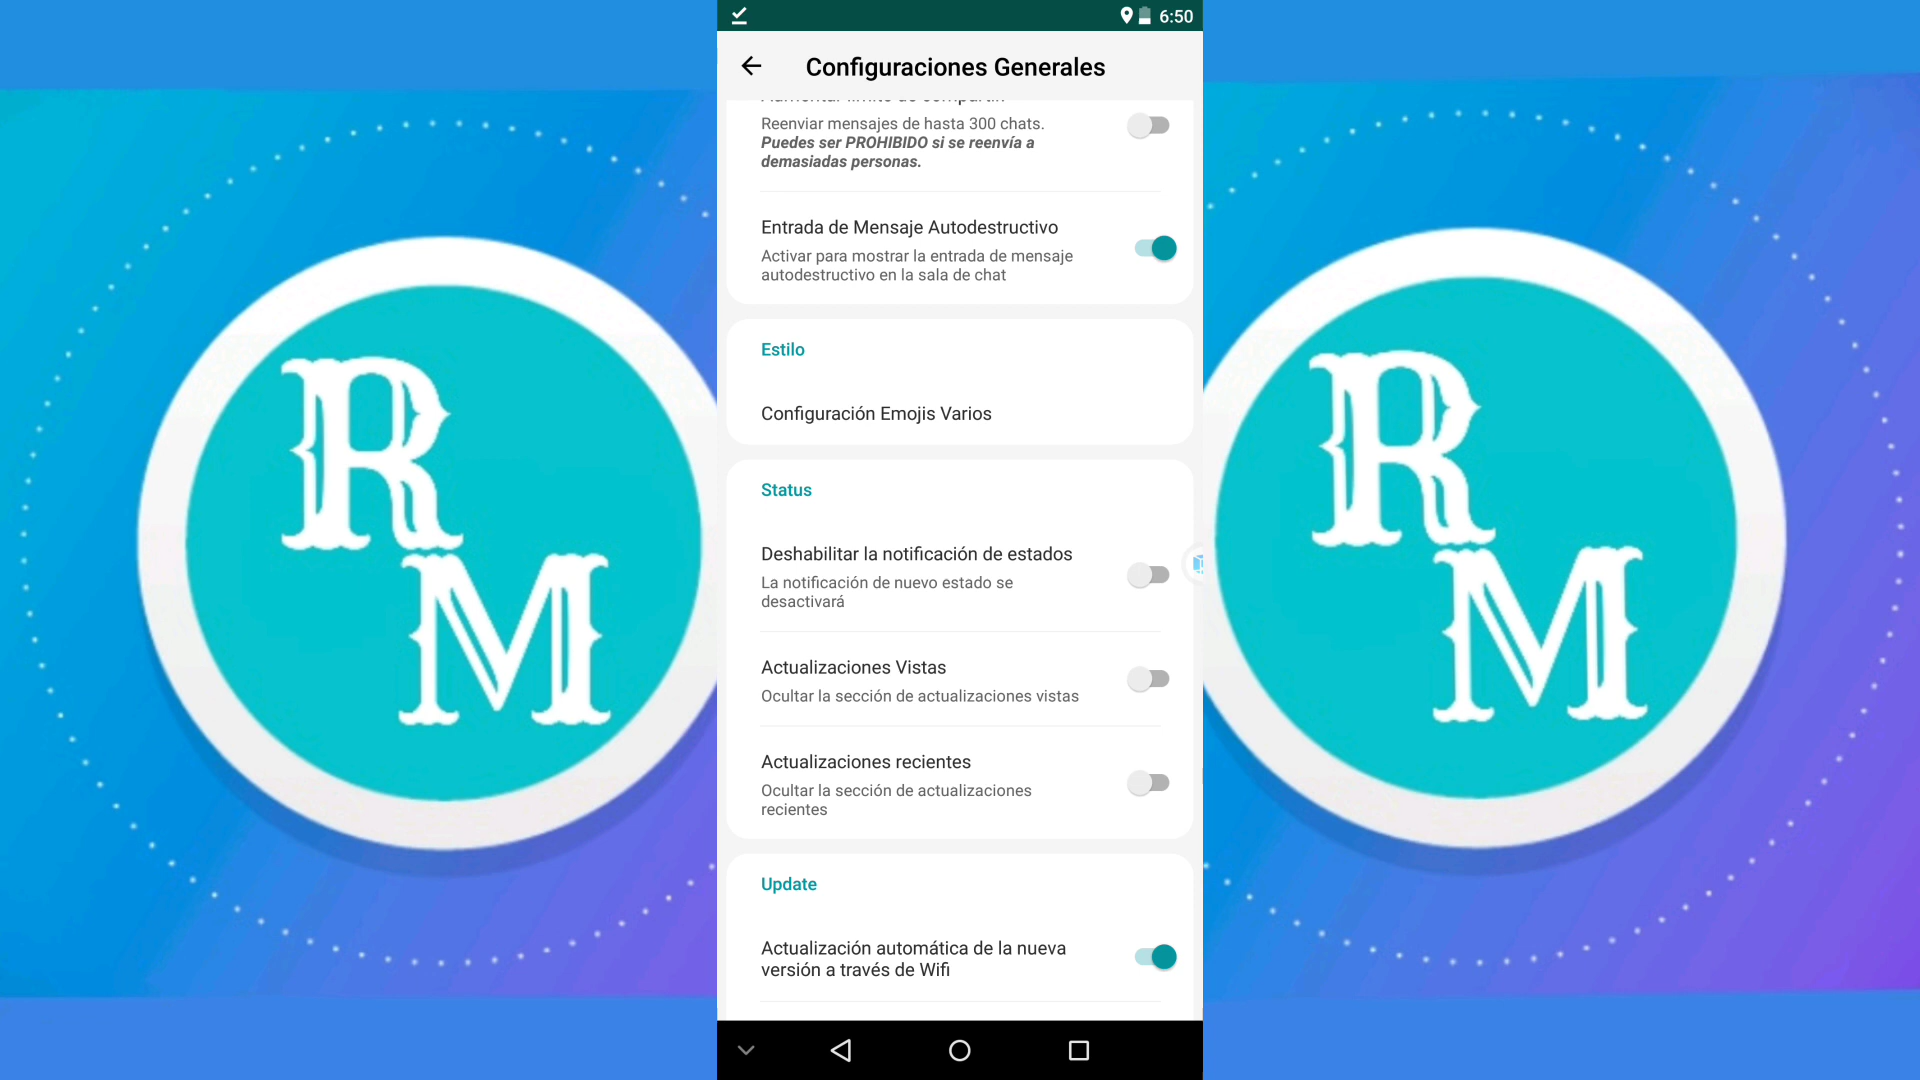 6:50
Configuraciones Generales
Reenviar mensajes de hasta 300 chats.
Puedes ser PROHIBIDO si se reenvía a
demasiadas personas.
Entrada de Mensaje Autodestructivo
Activar para mostrar la entrada de mensaje
autodestructivo en la sala de chat
Estilo
Configuración Emojis Varios
Status
Deshabilitar la notificación de estados
La notificación de nuevo estado se
desactivará
Actualizaciones Vistas
Ocultar la sección de actualizaciones vistas
Actualizaciones recientes
Ocultar la sección de actualizaciones
recientes
Update
Actualización automática de la nueva
versión a través de Wifi
R
M
R
M